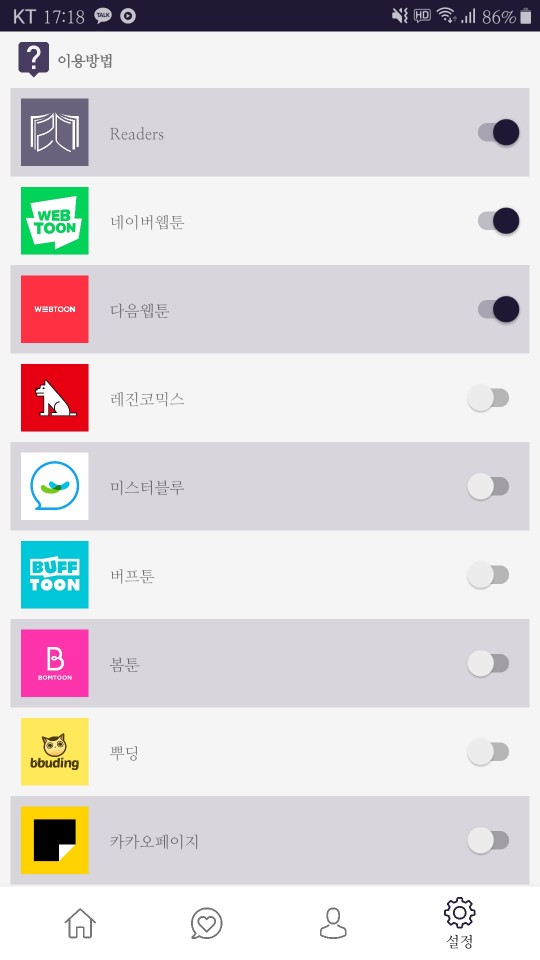 KT 17:18 TALK HD 86%
? 이용방법
Readers
WEB
TOON
네이버웹툰
WEBTOON
다음웹툰
레진코믹스
미스터블루
BUFF
TOON
버프툰
B
BOMTOON
봄툰
bbuding
뿌딩
카카오페이지
설정